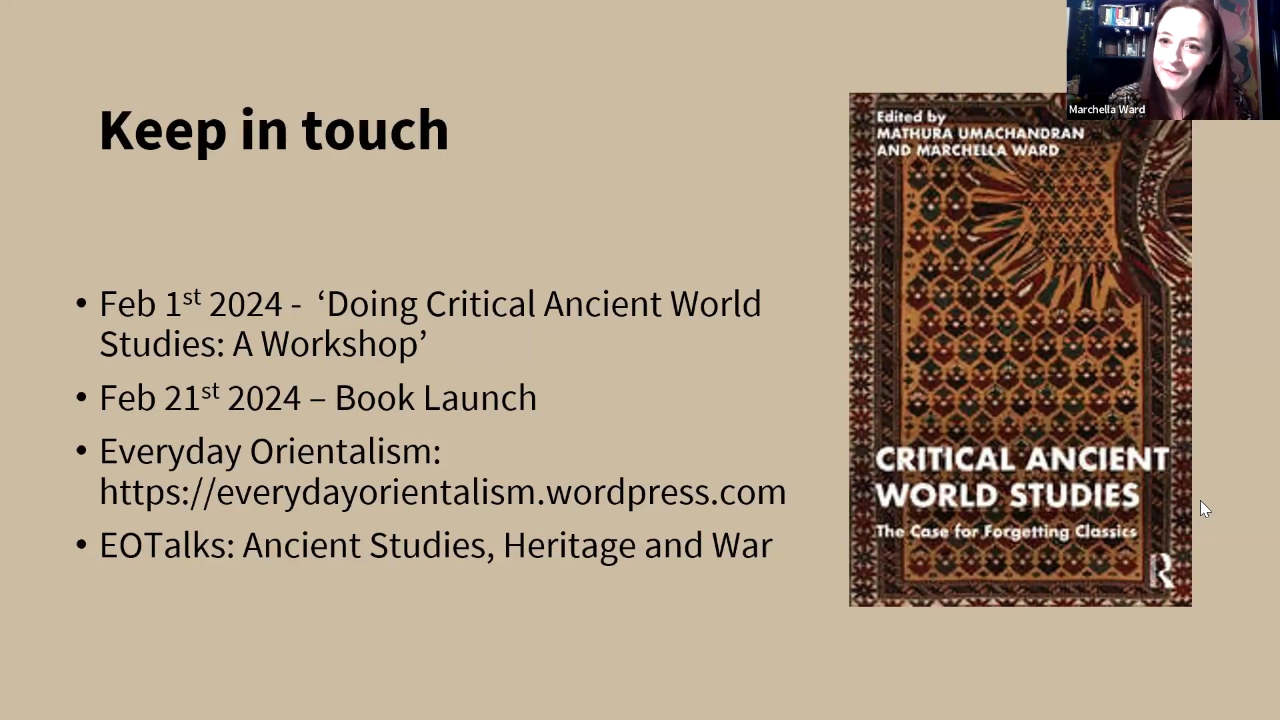 Marchella Ward
Keep in touch
• Feb 1st 2024 - ‘Doing Critical Ancient World
Studies: A Workshop’
• Feb 21st 2024 – Book Launch
• Everyday Orientalism:
https://everydayorientalism.wordpress.com
• EOTalks: Ancient Studies, Heritage and War
Edited by
MATHURA UMACHANDRAN
AND MARCHELLA WARD
CRITICAL ANCIENT
WORLD STUDIES
The Case for Forgetting Classics
R